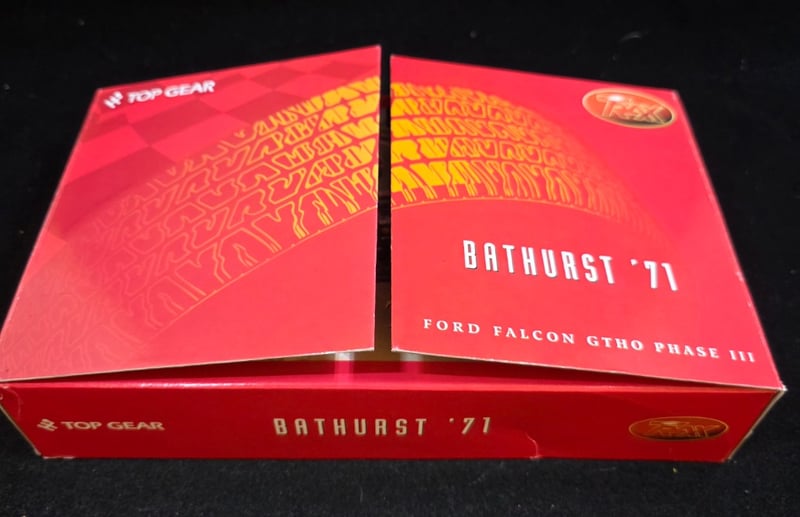 TOP GEAR
BATHURST '71
FORD FALCON GTHO PHASE III
TOP GEAR
BATHURST '71